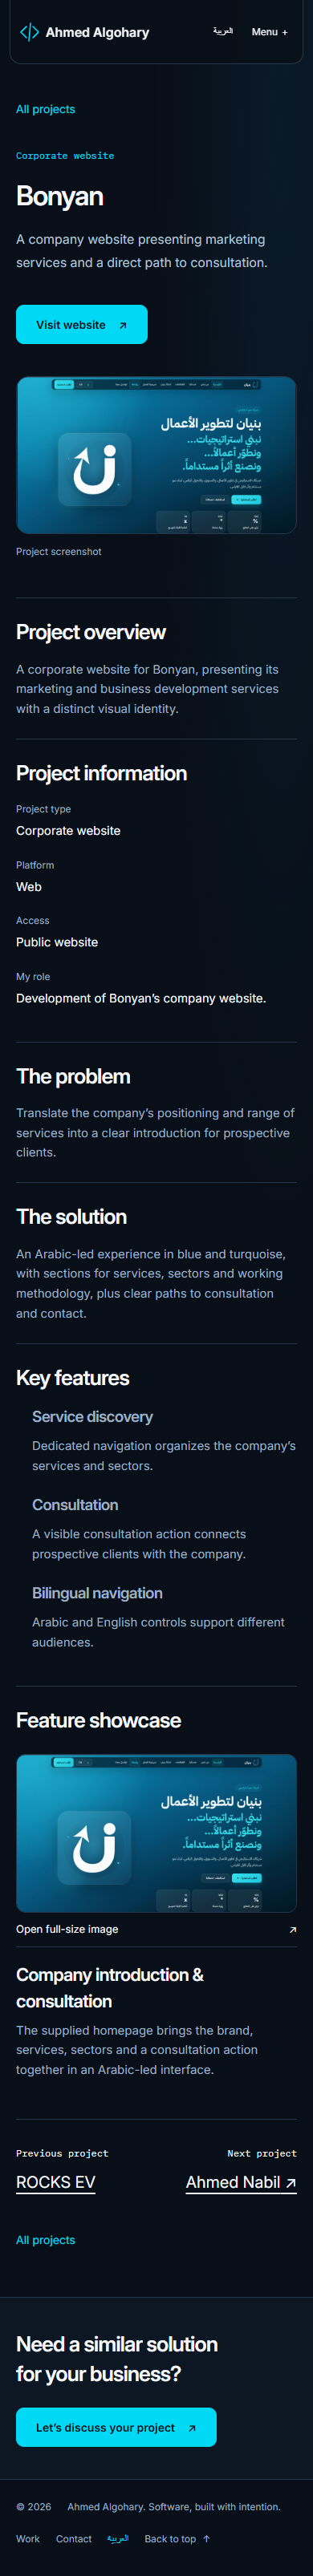 Ahmed Algohary
العربية
Menu +
All projects
Corporate website
Bonyan
A company website presenting marketing
services and a direct path to consultation.
Visit website ↗
بنيان لتطوير الأعمال
نبني استراتيجيات...
ونطوّر أعمالاً...
ونصنع أثراً مستداماً.
Project screenshot
Project overview
A corporate website for Bonyan, presenting its
marketing and business development services
with a distinct visual identity.
Project information
Project type
Corporate website
Platform
Web
Access
Public website
My role
Development of Bonyan’s company website.
The problem
Translate the company’s positioning and range of
services into a clear introduction for prospective
clients.
The solution
An Arabic-led experience in blue and turquoise,
with sections for services, sectors and working
methodology, plus clear paths to consultation
and contact.
Key features
Service discovery
Dedicated navigation organizes the company’s
services and sectors.
Consultation
A visible consultation action connects
prospective clients with the company.
Bilingual navigation
Arabic and English controls support different
audiences.
Feature showcase
بنيان لتطوير الأعمال
نبني استراتيجيات...
ونطوّر أعمالاً...
ونصنع أثراً مستداماً.
Open full-size image ↗
Company introduction &
consultation
The supplied homepage brings the brand,
services, sectors and a consultation action
together in an Arabic-led interface.
Previous project
ROCKS EV
Next project
Ahmed Nabil ↗
All projects
Need a similar solution
for your business?
Let’s discuss your project ↗
© 2026 Ahmed Algohary. Software, built with intention.
Work Contact العربية Back to top ↑